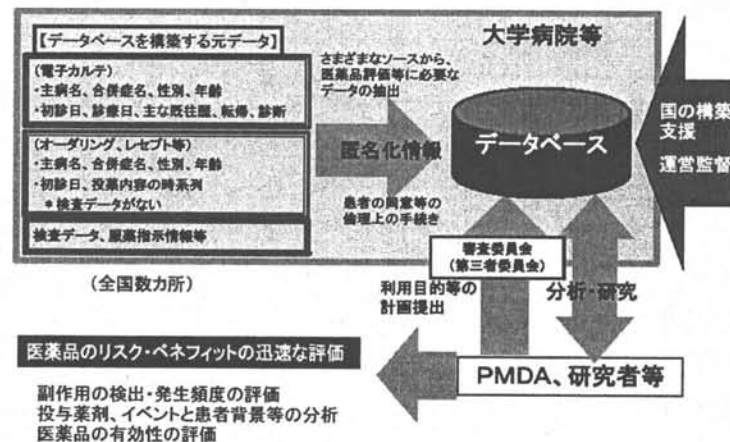 大学病院等
【データベースを構築する元データ】
(電子カルテ)
・主病名、合併症名、性別、年齢
・初診日、診療日、主な既往歴、転帰、診断
(オーダリング、レセプト等)
・主病名、合併症名、性別、年齢
・初診日、投薬内容の時系列
＊検査データがない
検査データ、服薬指示情報等
(全国数カ所)
さまざまなソースから、
医薬品評価等に必要な
データの抽出
匿名化情報
患者の同意等の
倫理上の手続き
データベース
国の構築
支援
運営監督
審査委員会
(第三者委員会)
利用目的等の
計画提出
分析・研究
PMDA、研究者等
医薬品のリスク・ベネフィットの迅速な評価
副作用の検出・発生頻度の評価
投与薬剤、イベントと患者背景等の分析
医薬品の有効性の評価